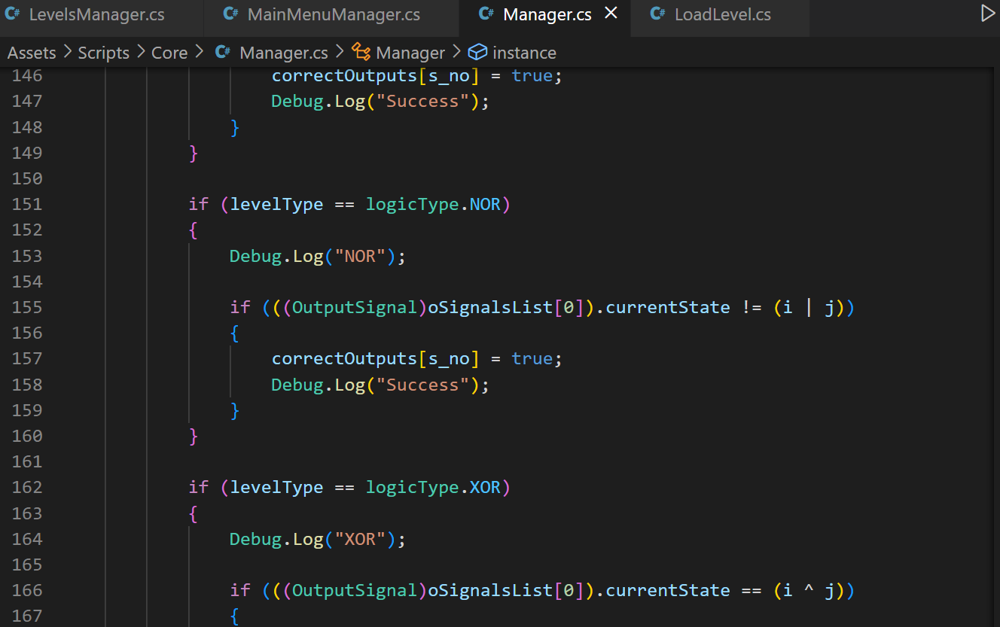 C# LevelsManager.cs C# MainMenuManager.cs C# Manager.cs C# LoadLevel.cs
Assets > Scripts > Core > C# Manager.cs > Manager > instance
146 correctOutputs[s_no] = true;
147 Debug.Log("Success");
148 }
149 }
150
151 if (levelType == logicType.NOR)
152 {
153 Debug.Log("NOR");
154
155 if (((OutputSignal)oSignalsList[0]).currentState != (i | j))
156 {
157 correctOutputs[s_no] = true;
158 Debug.Log("Success");
159 }
160 }
161
162 if (levelType == logicType.XOR)
163 {
164 Debug.Log("XOR");
165
166 if (((OutputSignal)oSignalsList[0]).currentState == (i ^ j))
167 {